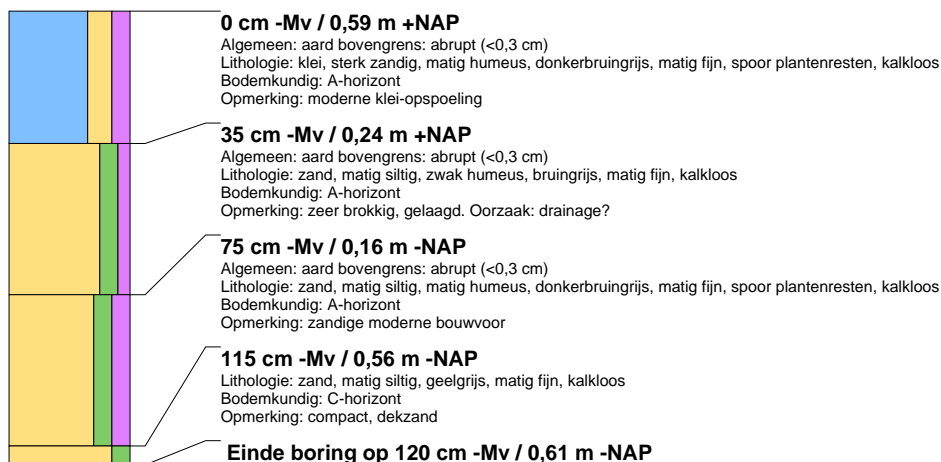 0 cm -Mv / 0,59 m +NAP
Algemeen: aard bovengrens: abrupt (<0,3 cm)
Lithologie: klei, sterk zandig, matig humeus, donkerbruingrijs, matig fijn, spoor plantenresten, kalkloos
Bodemkundig: A-horizont
Opmerking: moderne klei-opspoeling
35 cm -Mv / 0,24 m +NAP
Algemeen: aard bovengrens: abrupt (<0,3 cm)
Lithologie: zand, matig siltig, zwak humeus, bruingrijs, matig fijn, kalkloos
Bodemkundig: A-horizont
Opmerking: zeer brokkig, gelaagd. Oorzaak: drainage?
75 cm -Mv / 0,16 m -NAP
Algemeen: aard bovengrens: abrupt (<0,3 cm)
Lithologie: zand, matig siltig, matig humeus, donkerbruingrijs, matig fijn, spoor plantenresten, kalkloos
Bodemkundig: A-horizont
Opmerking: zandige moderne bouwvoor
115 cm -Mv / 0,56 m -NAP
Lithologie: zand, matig siltig, geelgrijs, matig fijn, kalkloos
Bodemkundig: C-horizont
Opmerking: compact, dekzand
Einde boring op 120 cm -Mv / 0,61 m -NAP